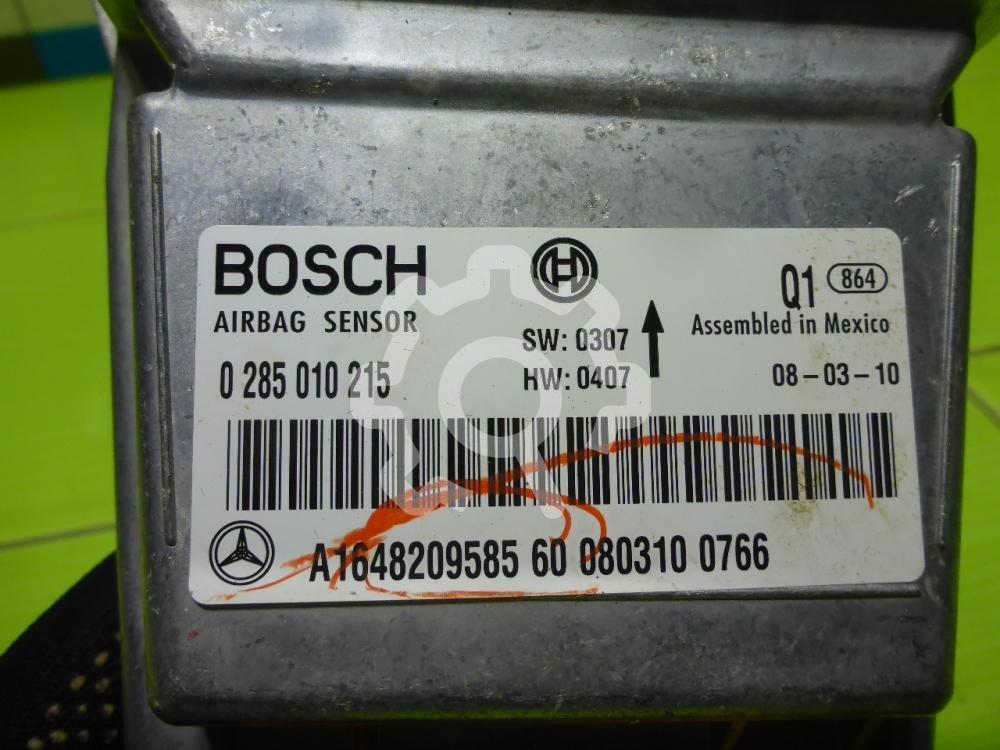 BOSCH
Q1 864
AIRBAG SENSOR
Assembled in Mexico
SW: 0307
0 285 010 215
HW: 0407
08-03-10
A1648209585 60 080310 0766